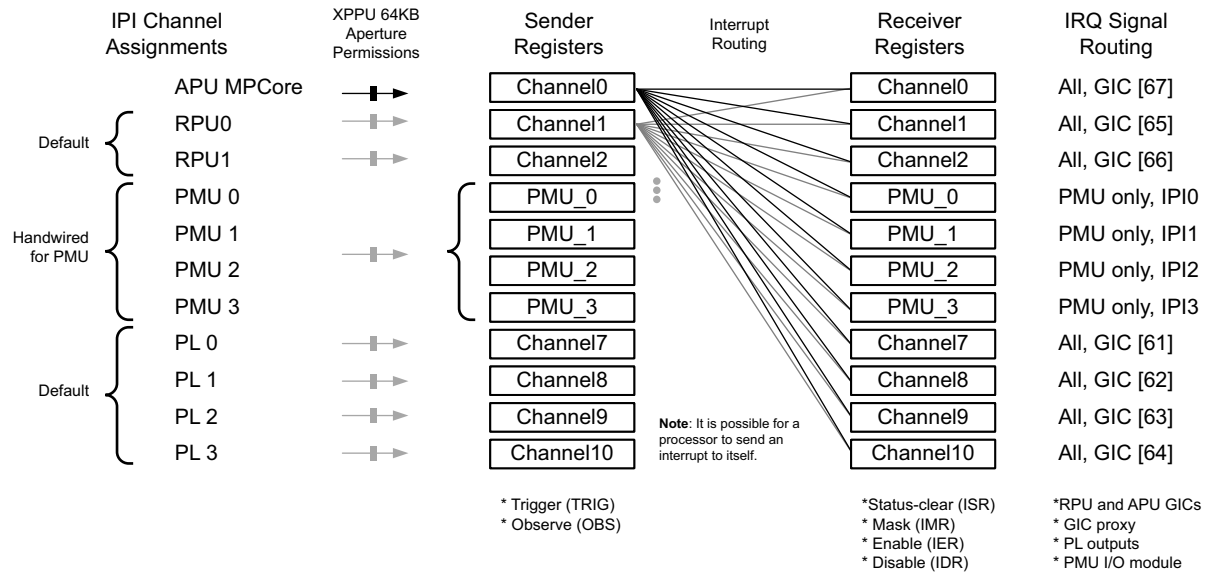 IPI Channel
Assignments
XPPU 64KB
Aperture
Permissions
Sender
Registers
Interrupt
Routing
Receiver
Registers
IRQ Signal
Routing
APU MPCore Channel0 Channel0 All, GIC [67]
Default
RPU0 Channel1 Channel1 All, GIC [65]
RPU1 Channel2 Channel2 All, GIC [66]
Handwired
for PMU
PMU 0 PMU_0 PMU_0 PMU only, IPI0
PMU 1 PMU_1 PMU_1 PMU only, IPI1
PMU 2 PMU_2 PMU_2 PMU only, IPI2
PMU 3 PMU_3 PMU_3 PMU only, IPI3
Default
PL 0 Channel7 Channel7 All, GIC [61]
PL 1 Channel8 Channel8 All, GIC [62]
PL 2 Channel9 Channel9 All, GIC [63]
PL 3 Channel10 Channel10 All, GIC [64]
Note: It is possible for a
processor to send an
interrupt to itself.
* Trigger (TRIG)
* Observe (OBS)
*Status-clear (ISR)
* Mask (IMR)
* Enable (IER)
* Disable (IDR)
*RPU and APU GICs
* GIC proxy
* PL outputs
* PMU I/O module